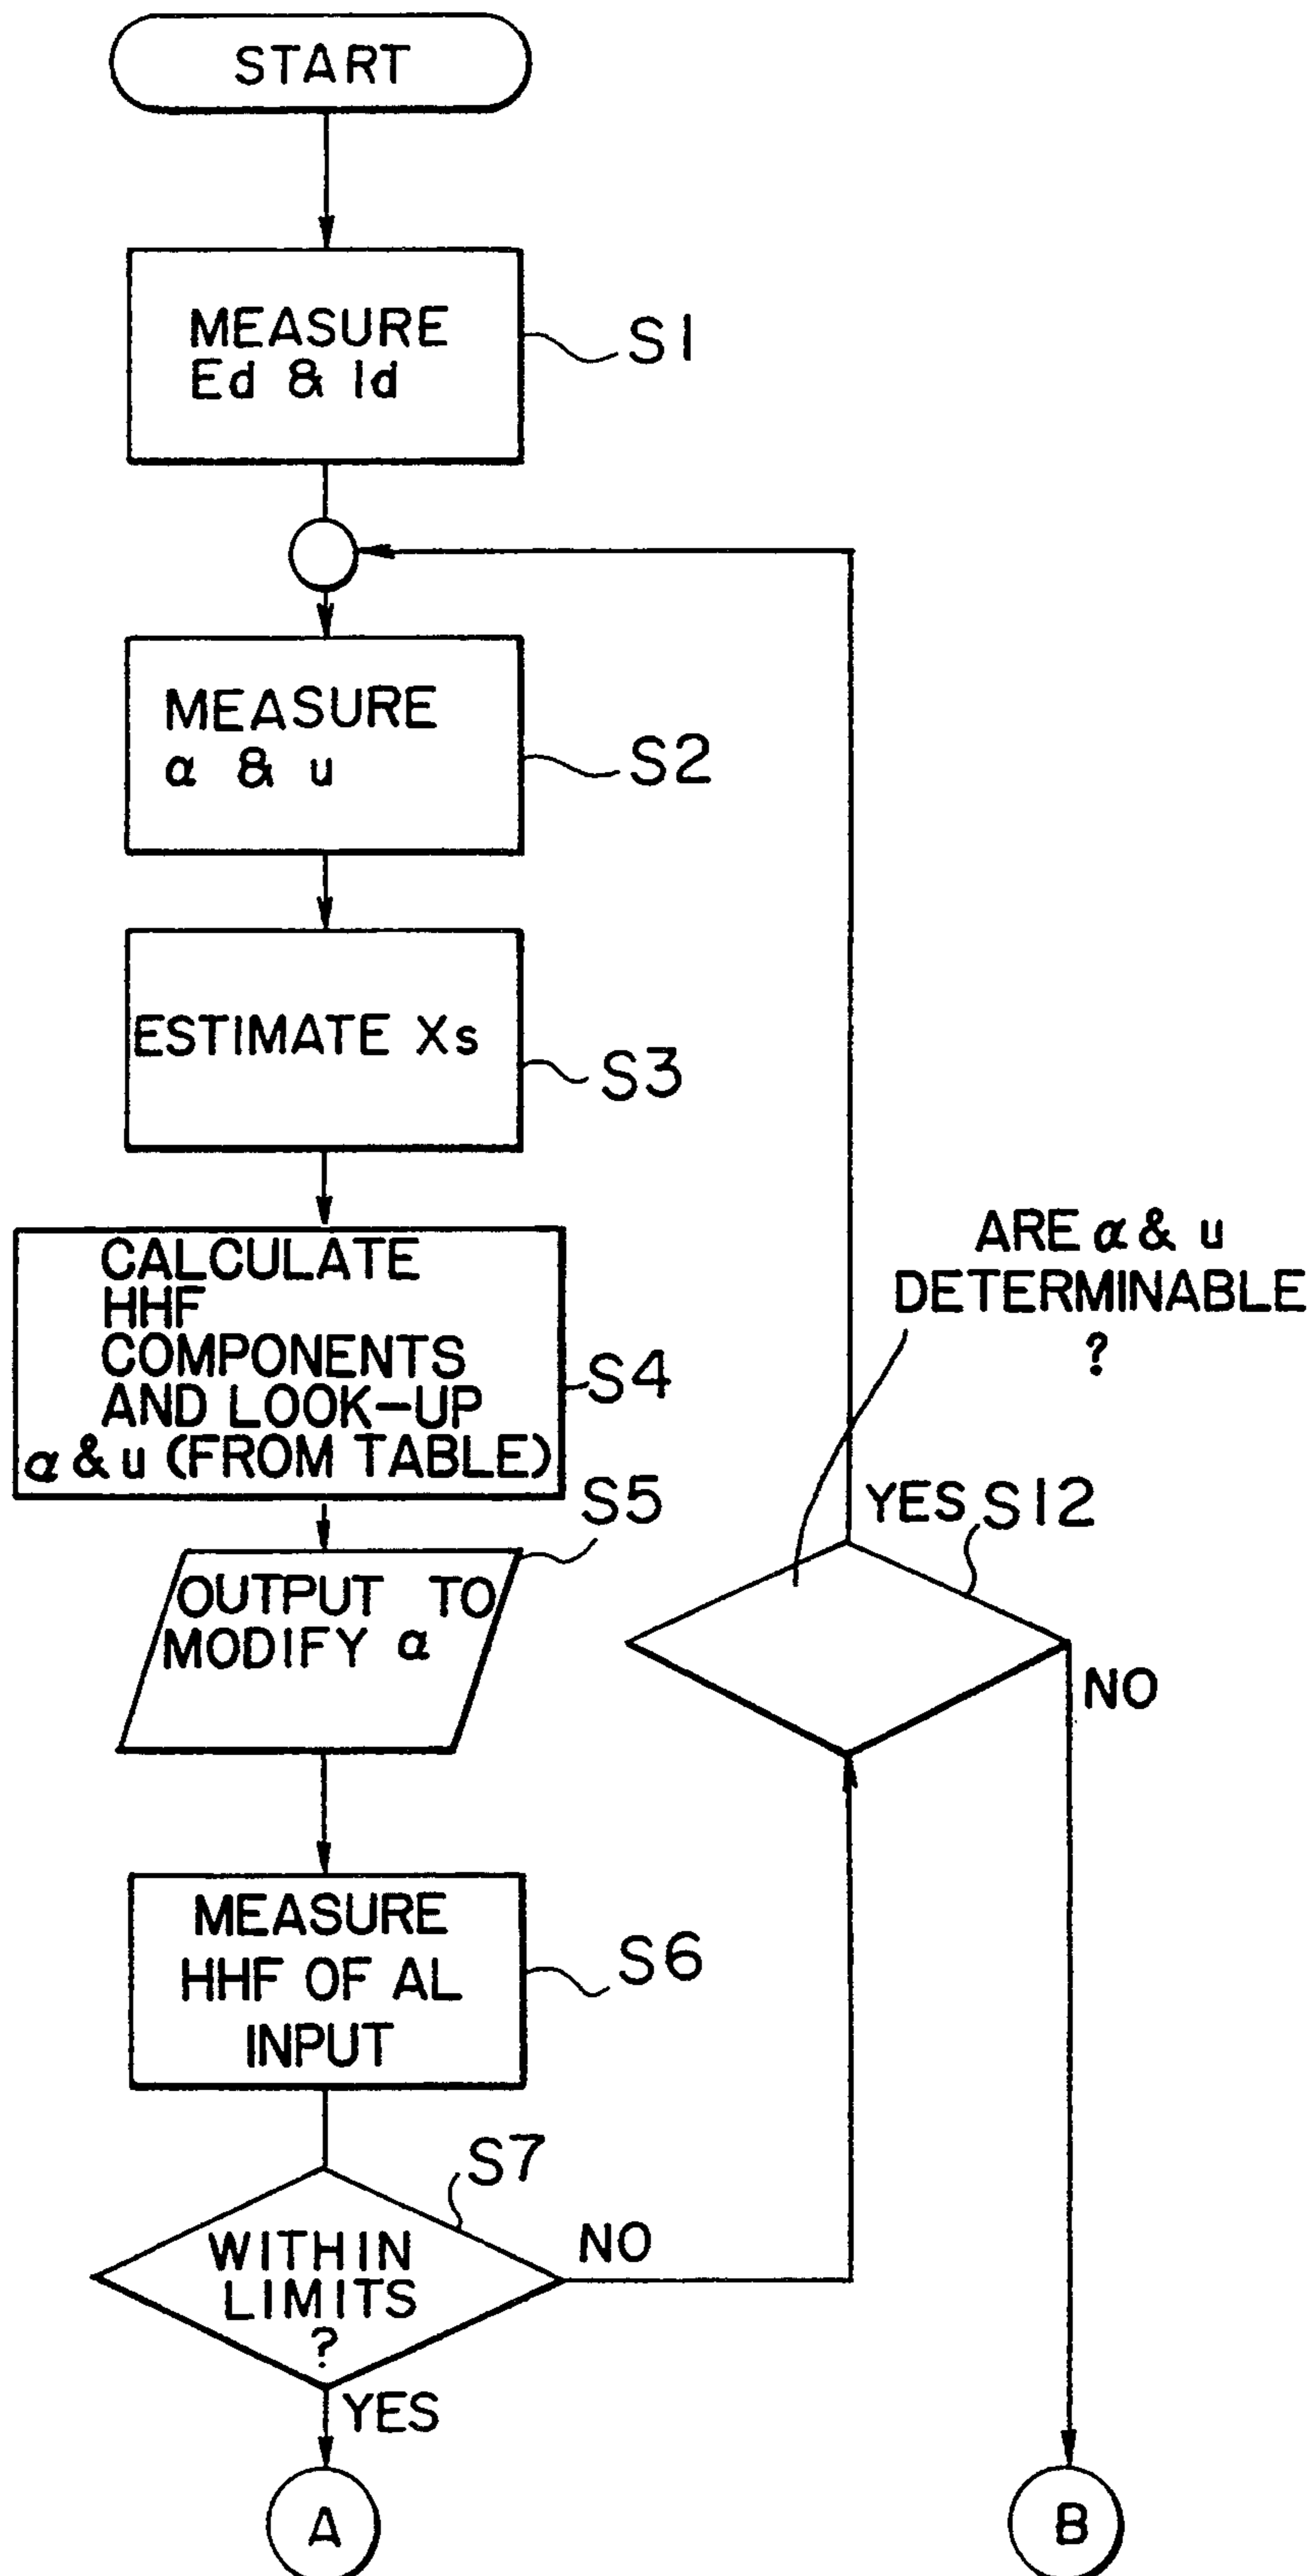 START
MEASURE
Ed & Id
S1
MEASURE
α & u
S2
ESTIMATE Xs
S3
CALCULATE
HHF
COMPONENTS
AND LOOK-UP
α & u (FROM TABLE)
S4
OUTPUT TO
MODIFY α
S5
MEASURE
HHF OF AL
INPUT
S6
WITHIN
LIMITS
?
S7
NO
YES
A
ARE α & u
DETERMINABLE
?
YES
S12
NO
B